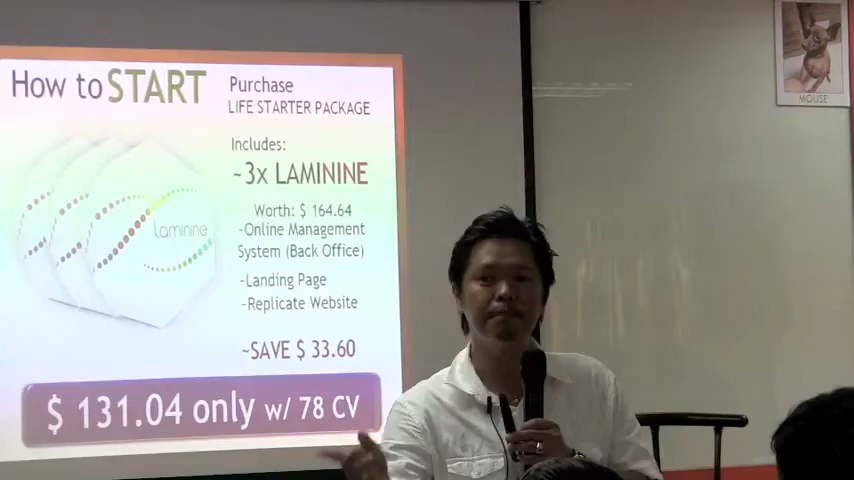 How to START
Purchase
LIFE STARTER PACKAGE
Includes:
~3x LAMININE
Worth: $ 164.64
-Online Management
System (Back Office)
-Landing Page
-Replicate Website
~SAVE $ 33.60
$ 131.04 only w/ 78 CV
Laminine
MOUSE